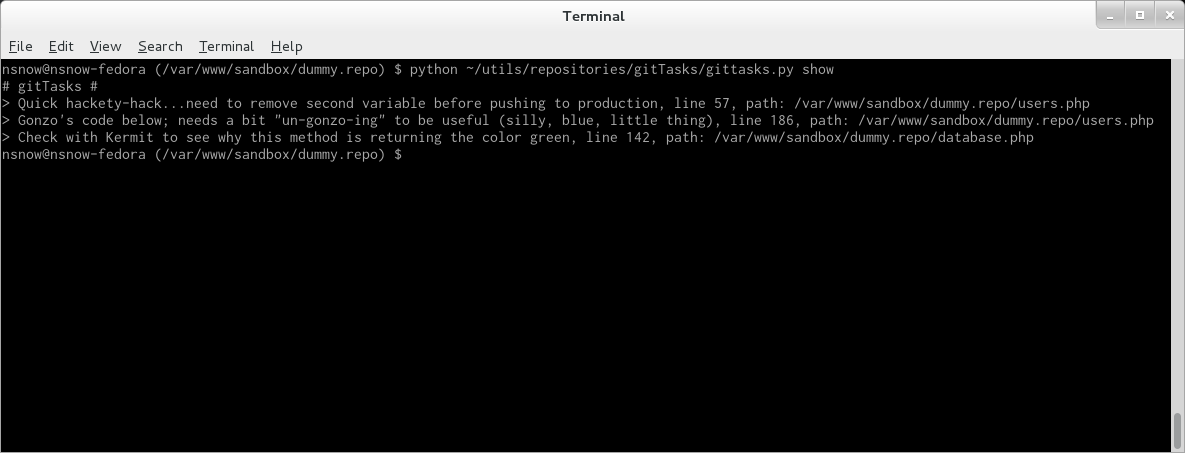 Terminal
File Edit View Search Terminal Help
nsnow@nsnow-fedora (/var/www/sandbox/dummy.repo) $ python ~/utils/repositories/gitTasks/gittasks.py show
# gitTasks #
> Quick hackety-hack...need to remove second variable before pushing to production, line 57, path: /var/www/sandbox/dummy.repo/users.php
> Gonzo's code below; needs a bit "un-gonzo-ing" to be useful (silly, blue, little thing), line 186, path: /var/www/sandbox/dummy.repo/users.php
> Check with Kermit to see why this method is returning the color green, line 142, path: /var/www/sandbox/dummy.repo/database.php
nsnow@nsnow-fedora (/var/www/sandbox/dummy.repo) $